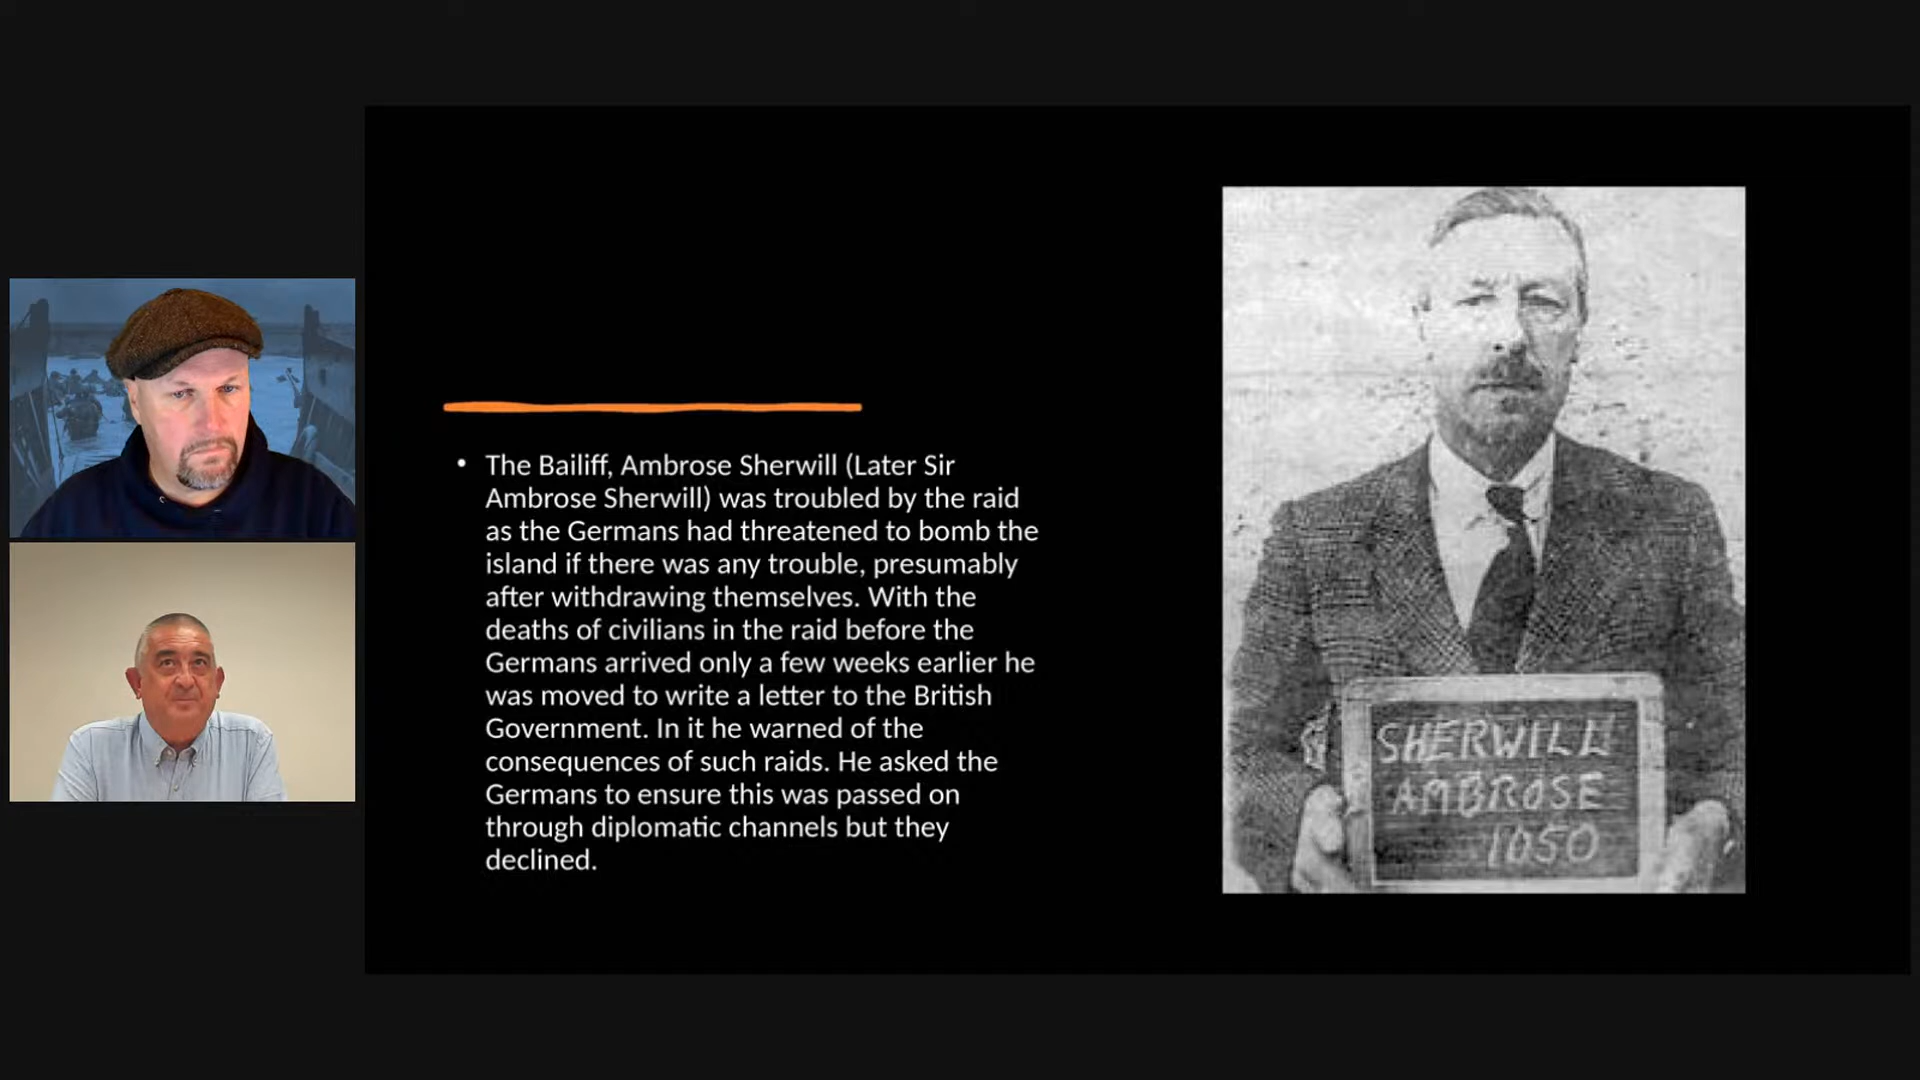 • The Bailiff, Ambrose Sherwill (Later Sir
Ambrose Sherwill) was troubled by the raid
as the Germans had threatened to bomb the
island if there was any trouble, presumably
after withdrawing themselves. With the
deaths of civilians in the raid before the
Germans arrived only a few weeks earlier he
was moved to write a letter to the British
Government. In it he warned of the
consequences of such raids. He asked the
Germans to ensure this was passed on
through diplomatic channels but they
declined.
SHERWILL
AMBROSE
1050